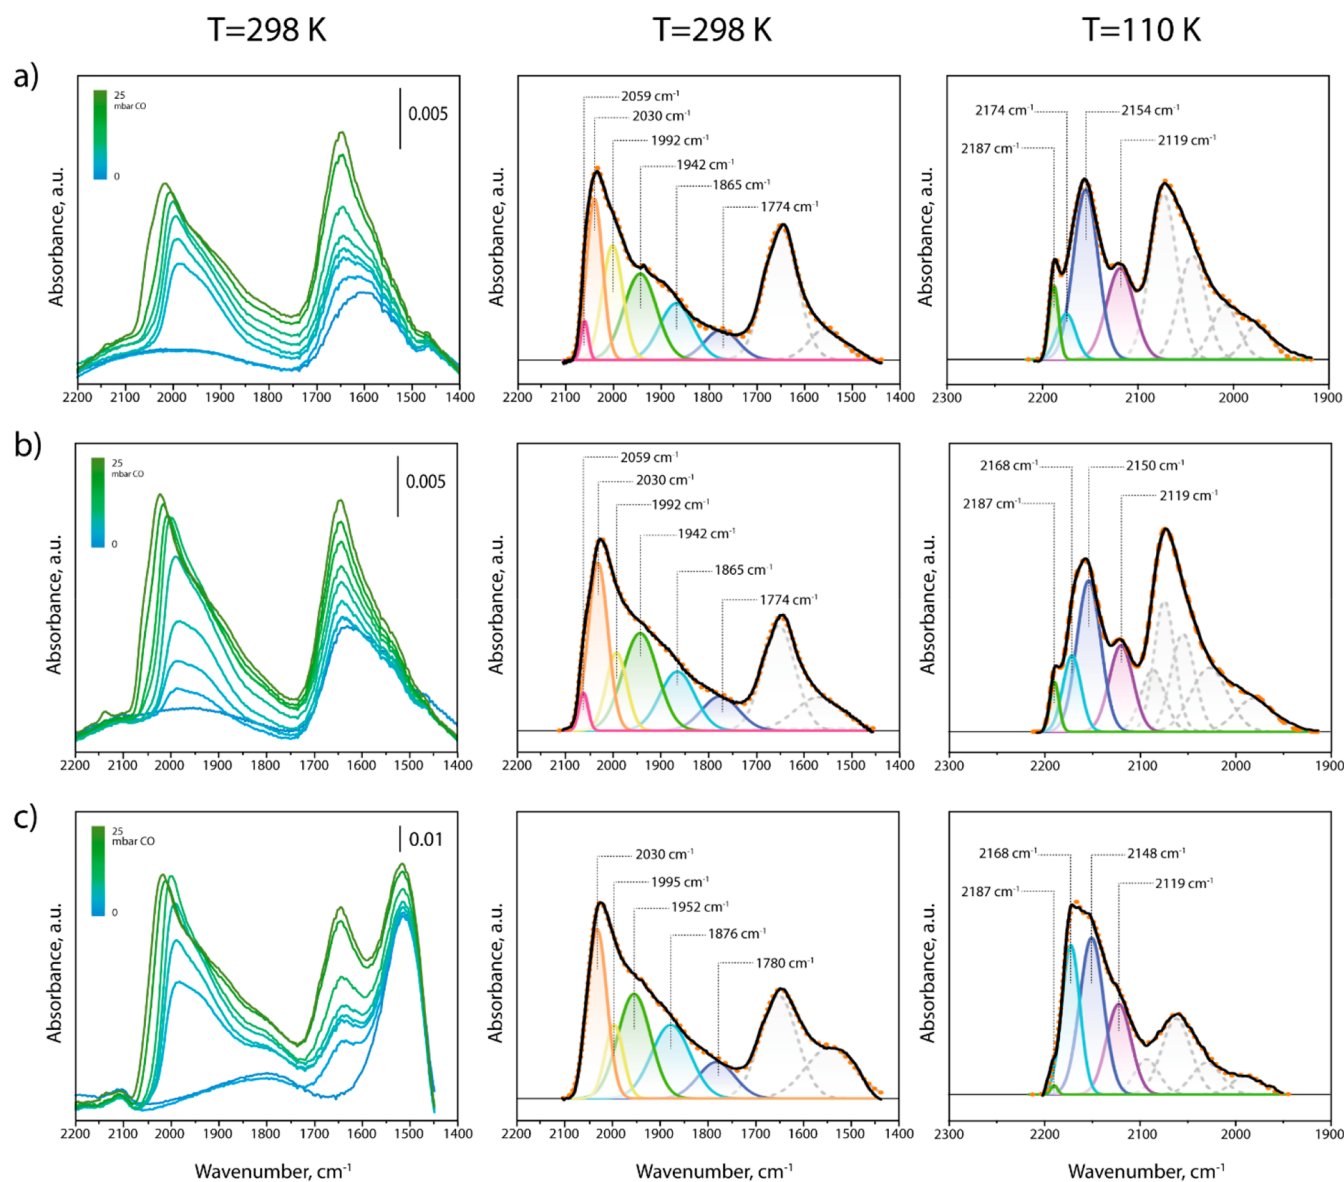 T=298 K
T=298 K
T=110 K
a)
Absorbance, a.u.
25
mbar CO
0
0.005
2200 2100 2000 1900 1800 1700 1600 1500 1400
Absorbance, a.u.
2059 cm⁻¹
2030 cm⁻¹
1992 cm⁻¹
1942 cm⁻¹
1865 cm⁻¹
1774 cm⁻¹
2200 2100 2000 1900 1800 1700 1600 1500 1400
Absorbance, a.u.
2174 cm⁻¹
2154 cm⁻¹
2187 cm⁻¹
2119 cm⁻¹
2300 2200 2100 2000 1900
b)
Absorbance, a.u.
25
mbar CO
0
0.005
2200 2100 2000 1900 1800 1700 1600 1500 1400
Absorbance, a.u.
2059 cm⁻¹
2030 cm⁻¹
1992 cm⁻¹
1942 cm⁻¹
1865 cm⁻¹
1774 cm⁻¹
2200 2100 2000 1900 1800 1700 1600 1500 1400
Absorbance, a.u.
2168 cm⁻¹
2150 cm⁻¹
2187 cm⁻¹
2119 cm⁻¹
2300 2200 2100 2000 1900
c)
Absorbance, a.u.
25
mbar CO
0
0.01
2200 2100 2000 1900 1800 1700 1600 1500 1400
Wavenumber, cm⁻¹
Absorbance, a.u.
2030 cm⁻¹
1995 cm⁻¹
1952 cm⁻¹
1876 cm⁻¹
1780 cm⁻¹
2200 2100 2000 1900 1800 1700 1600 1500 1400
Wavenumber, cm⁻¹
Absorbance, a.u.
2168 cm⁻¹
2148 cm⁻¹
2187 cm⁻¹
2119 cm⁻¹
2300 2200 2100 2000 1900
Wavenumber, cm⁻¹